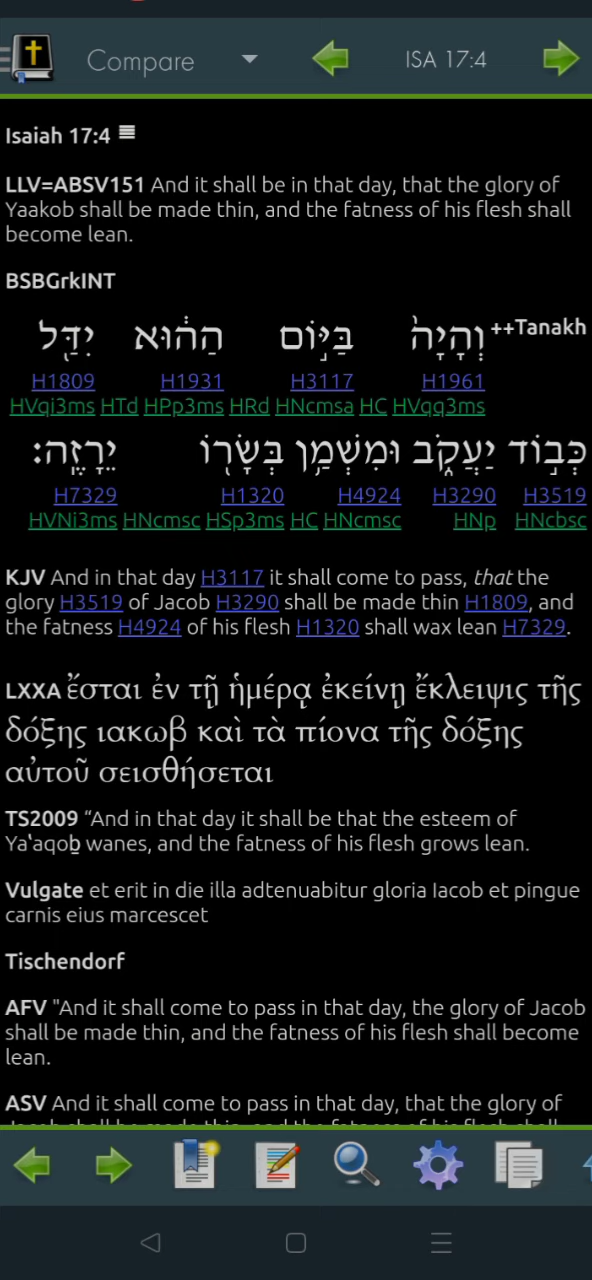 Compare
ISA 17:4
Isaiah 17:4
LLV=ABSV151 And it shall be in that day, that the glory of
Yaakob shall be made thin, and the fatness of his flesh shall
become lean.
BSBGrkINT
++Tanakh וְהָיָה֙ בַּיּ֣וֹם הַה֔וּא יִדַּ֖ל
H1809 H1931 H3117 H1961
HVqi3ms HTd HPp3ms HRd HNcmsa HC HVqq3ms
כְּב֣וֹד יַעֲקֹ֑ב וּמִשְׁמַ֥ן בְּשָׂר֖וֹ יֵרָזֶֽה׃
H7329 H1320 H4924 H3290 H3519
HVNi3ms HNcmsc HSp3ms HC HNcmsc HNp HNcbsc
KJV And in that day H3117 it shall come to pass, that the
glory H3519 of Jacob H3290 shall be made thin H1809, and
the fatness H4924 of his flesh H1320 shall wax lean H7329.
LXXA ἔσται ἐν τῇ ἡμέρᾳ ἐκείνῃ ἔκλειψις τῆς
δόξης ιακωβ καὶ τὰ πίονα τῆς δόξης
αὐτοῦ σεισθήσεται
TS2009 “And in that day it shall be that the esteem of
Ya‛aqoḇ wanes, and the fatness of his flesh grows lean.
Vulgate et erit in die illa adtenuabitur gloria Iacob et pingue
carnis eius marcescet
Tischendorf
AFV "And it shall come to pass in that day, the glory of Jacob
shall be made thin, and the fatness of his flesh shall become
lean.
ASV And it shall come to pass in that day, that the glory of